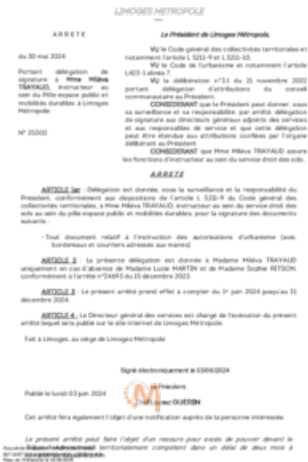 LIMOGES METROPOLE
ARRETE
Le Président de Limoges Métropole,
du 30 mai 2024
Portant délégation de
signature à Mme Miléva
TRAYAUD, instructeur au
sein du Pôle espace public et
mobilités durables à Limoges
Métropole.
N° 25303
VU le Code général des collectivités territoriales et
notamment l'article L 5211-9 et L 5211-10.
VU le Code de l'urbanisme et notamment l'article
L423-1 alinéa 7,
VU la délibération n°3.1 du 21 novembre 2022
portant délégation d'attributions du conseil
communautaire au Président;
CONSIDERANT que le Président peut donner, sous
sa surveillance et sa responsabilité par arrêté délégation
de signature aux directeurs généraux adjoints des services
et aux responsables de service et que cette délégation
peut être étendue aux attributions confiées par l'organe
délibérant au Président
CONSIDERANT que Mme Miléva TRAYAUD assure
les fonctions d'instructeur au sein du service droit des sols.
ARRETE
ARTICLE 1er : Délégation est donnée, sous la surveillance et la responsabilité du
Président, conformément aux dispositions de l'article L 5211-9 du Code général des
collectivités territoriales, à Mme Miléva TRAYAUD, instructeur au sein du service droit des
sols au sein du pôle espace public et mobilités durables, pour la signature des documents
suivants :
- Tout document relatif à l'instruction des autorisations d'urbanisme (avis,
bordereaux et courriers adressés aux maires)
ARTICLE 2 : La présente délégation est donnée à Madame Miléva TRAYAUD
uniquement en cas d'absence de Madame Lucie MARTIN et de Madame Sophie RITSON,
conformément à l'arrêté n°24693 du 15 décembre 2023.
ARTICLE 3 : Le présent arrêté prend effet à compter du 1er juin 2024 jusqu'au 31
décembre 2024.
ARTICLE 4 : Le Directeur général des services est chargé de l'exécution du présent
arrêté lequel sera publié sur le site internet de Limoges Métropole.
Fait à Limoges, au siège de Limoges Métropole
Signé électroniquement le 03/06/2024
Le Président
Publié le lundi 03 juin 2024
GUERIN
Cet arrêté fera également l'objet d'une notification auprès de la personne intéressée.
Le présent arrêté peut faire l'objet d'un recours pour excès de pouvoir devant le
territorialement compétent dans un délai de deux mois à